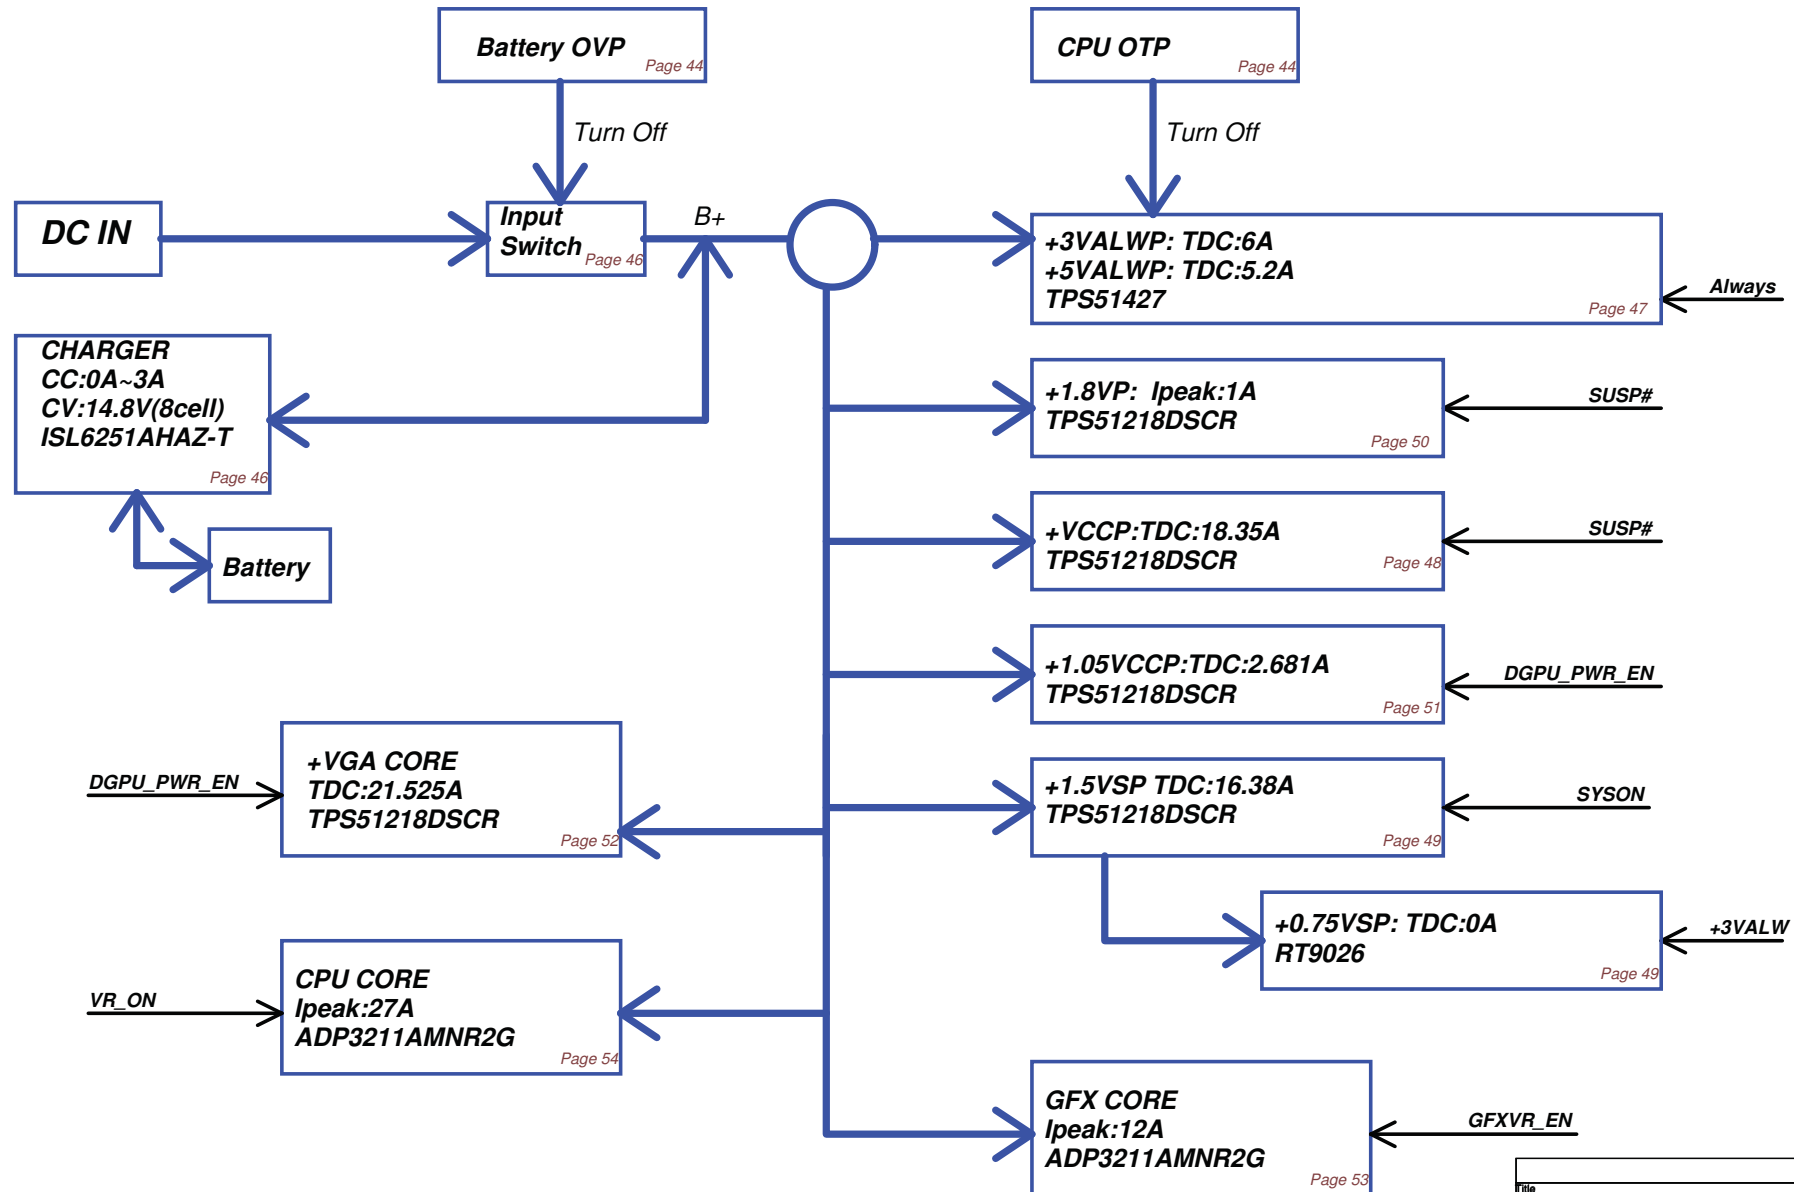 Battery OVP
Page 44
CPU OTP
Page 44
Turn Off
Turn Off
DC IN
Input
Switch
Page 46
B+
+3VALWP: TDC:6A
+5VALWP: TDC:5.2A
TPS51427
Page 47
Always
CHARGER
CC:0A~3A
CV:14.8V(8cell)
ISL6251AHAZ-T
Page 46
+1.8VP: Ipeak:1A
TPS51218DSCR
Page 50
SUSP#
Battery
+VCCP:TDC:18.35A
TPS51218DSCR
Page 48
SUSP#
+1.05VCCP:TDC:2.681A
TPS51218DSCR
Page 51
DGPU_PWR_EN
DGPU_PWR_EN
+VGA CORE
TDC:21.525A
TPS51218DSCR
Page 52
+1.5VSP TDC:16.38A
TPS51218DSCR
Page 49
SYSON
+0.75VSP: TDC:0A
RT9026
Page 49
+3VALW
VR_ON
CPU CORE
Ipeak:27A
ADP3211AMNR2G
Page 54
GFX CORE
Ipeak:12A
ADP3211AMNR2G
Page 53
GFXVR_EN
Title